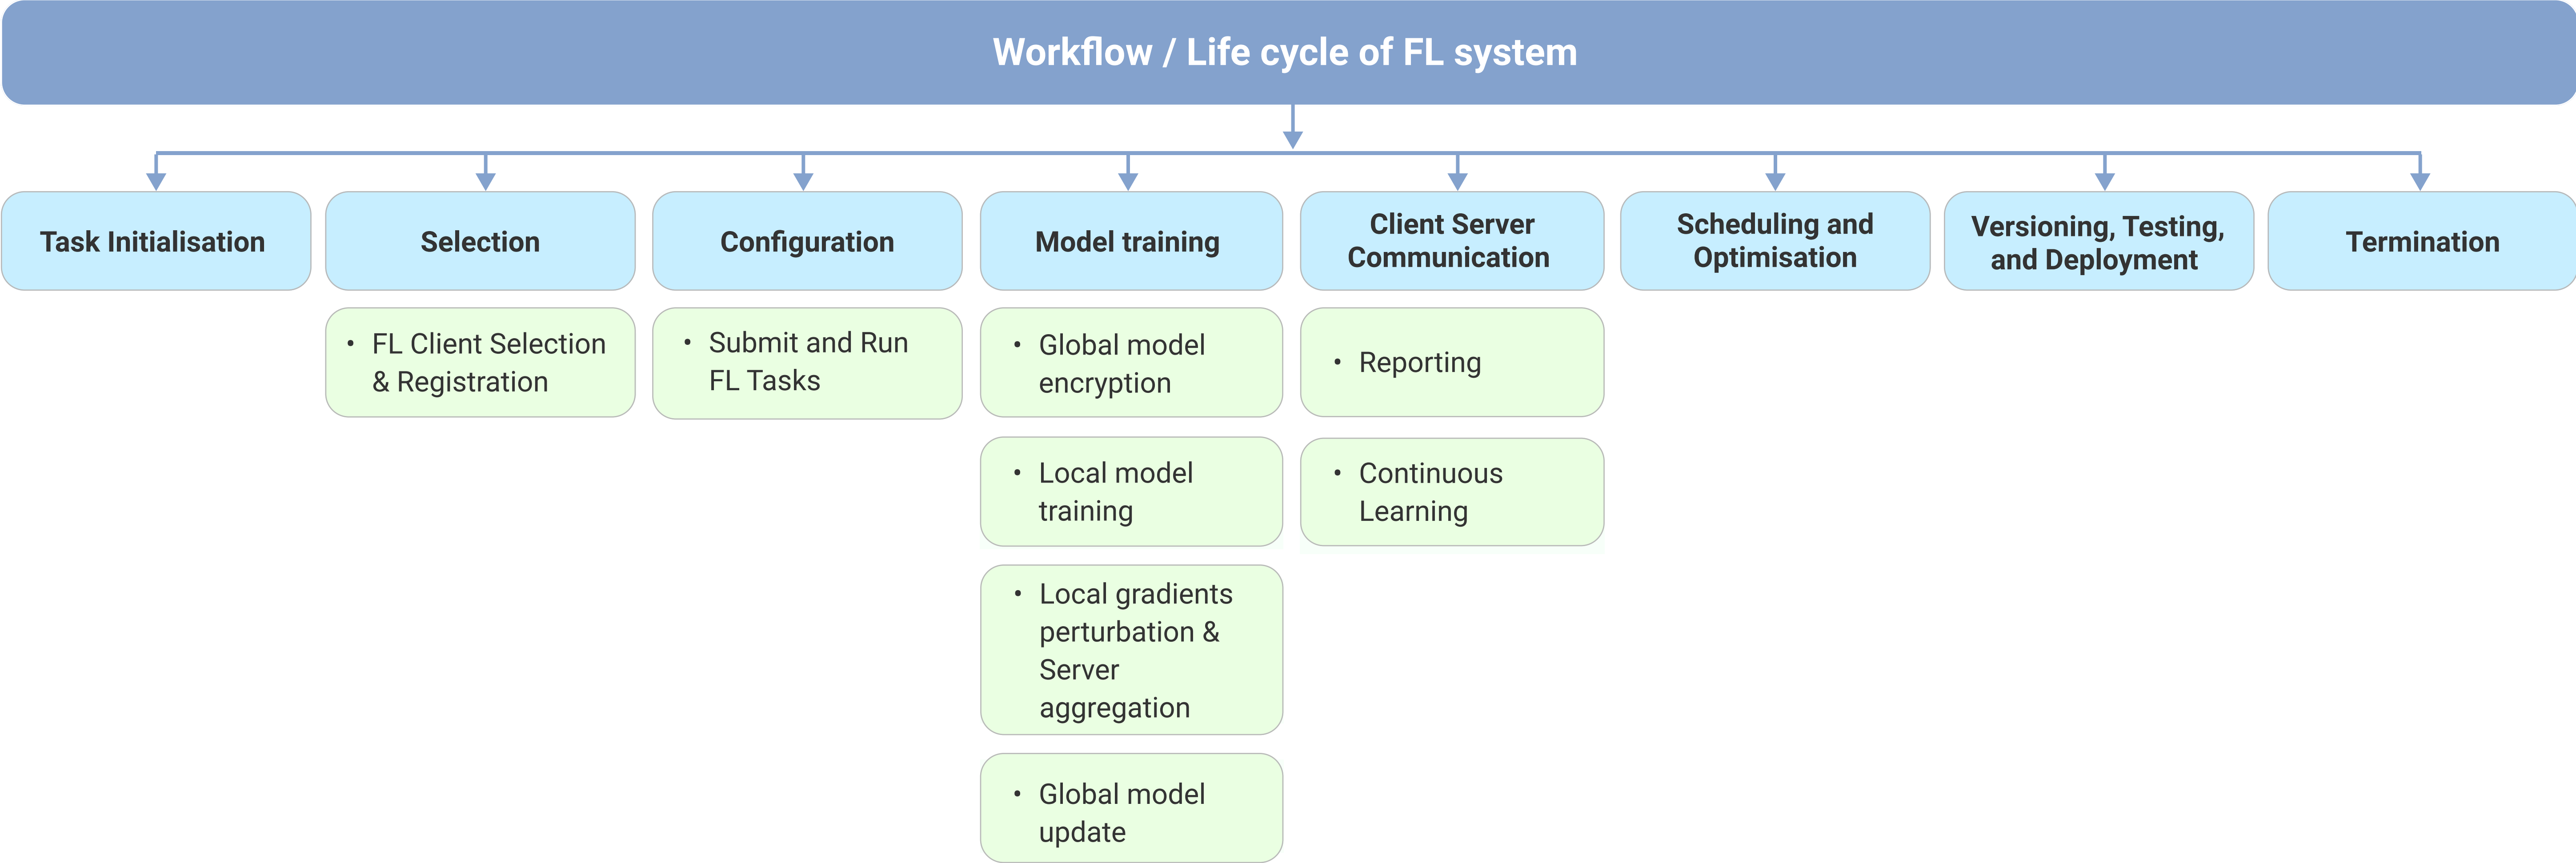 Workflow / Life cycle of FL system
Task Initialisation
Selection
Configuration
Model training
Client Server
Communication
Scheduling and
Optimisation
Versioning, Testing,
and Deployment
Termination
• FL Client Selection
& Registration
• Submit and Run
FL Tasks
• Global model
encryption
• Local model
training
• Local gradients
perturbation &
Server
aggregation
• Global model
update
• Reporting
• Continuous
Learning